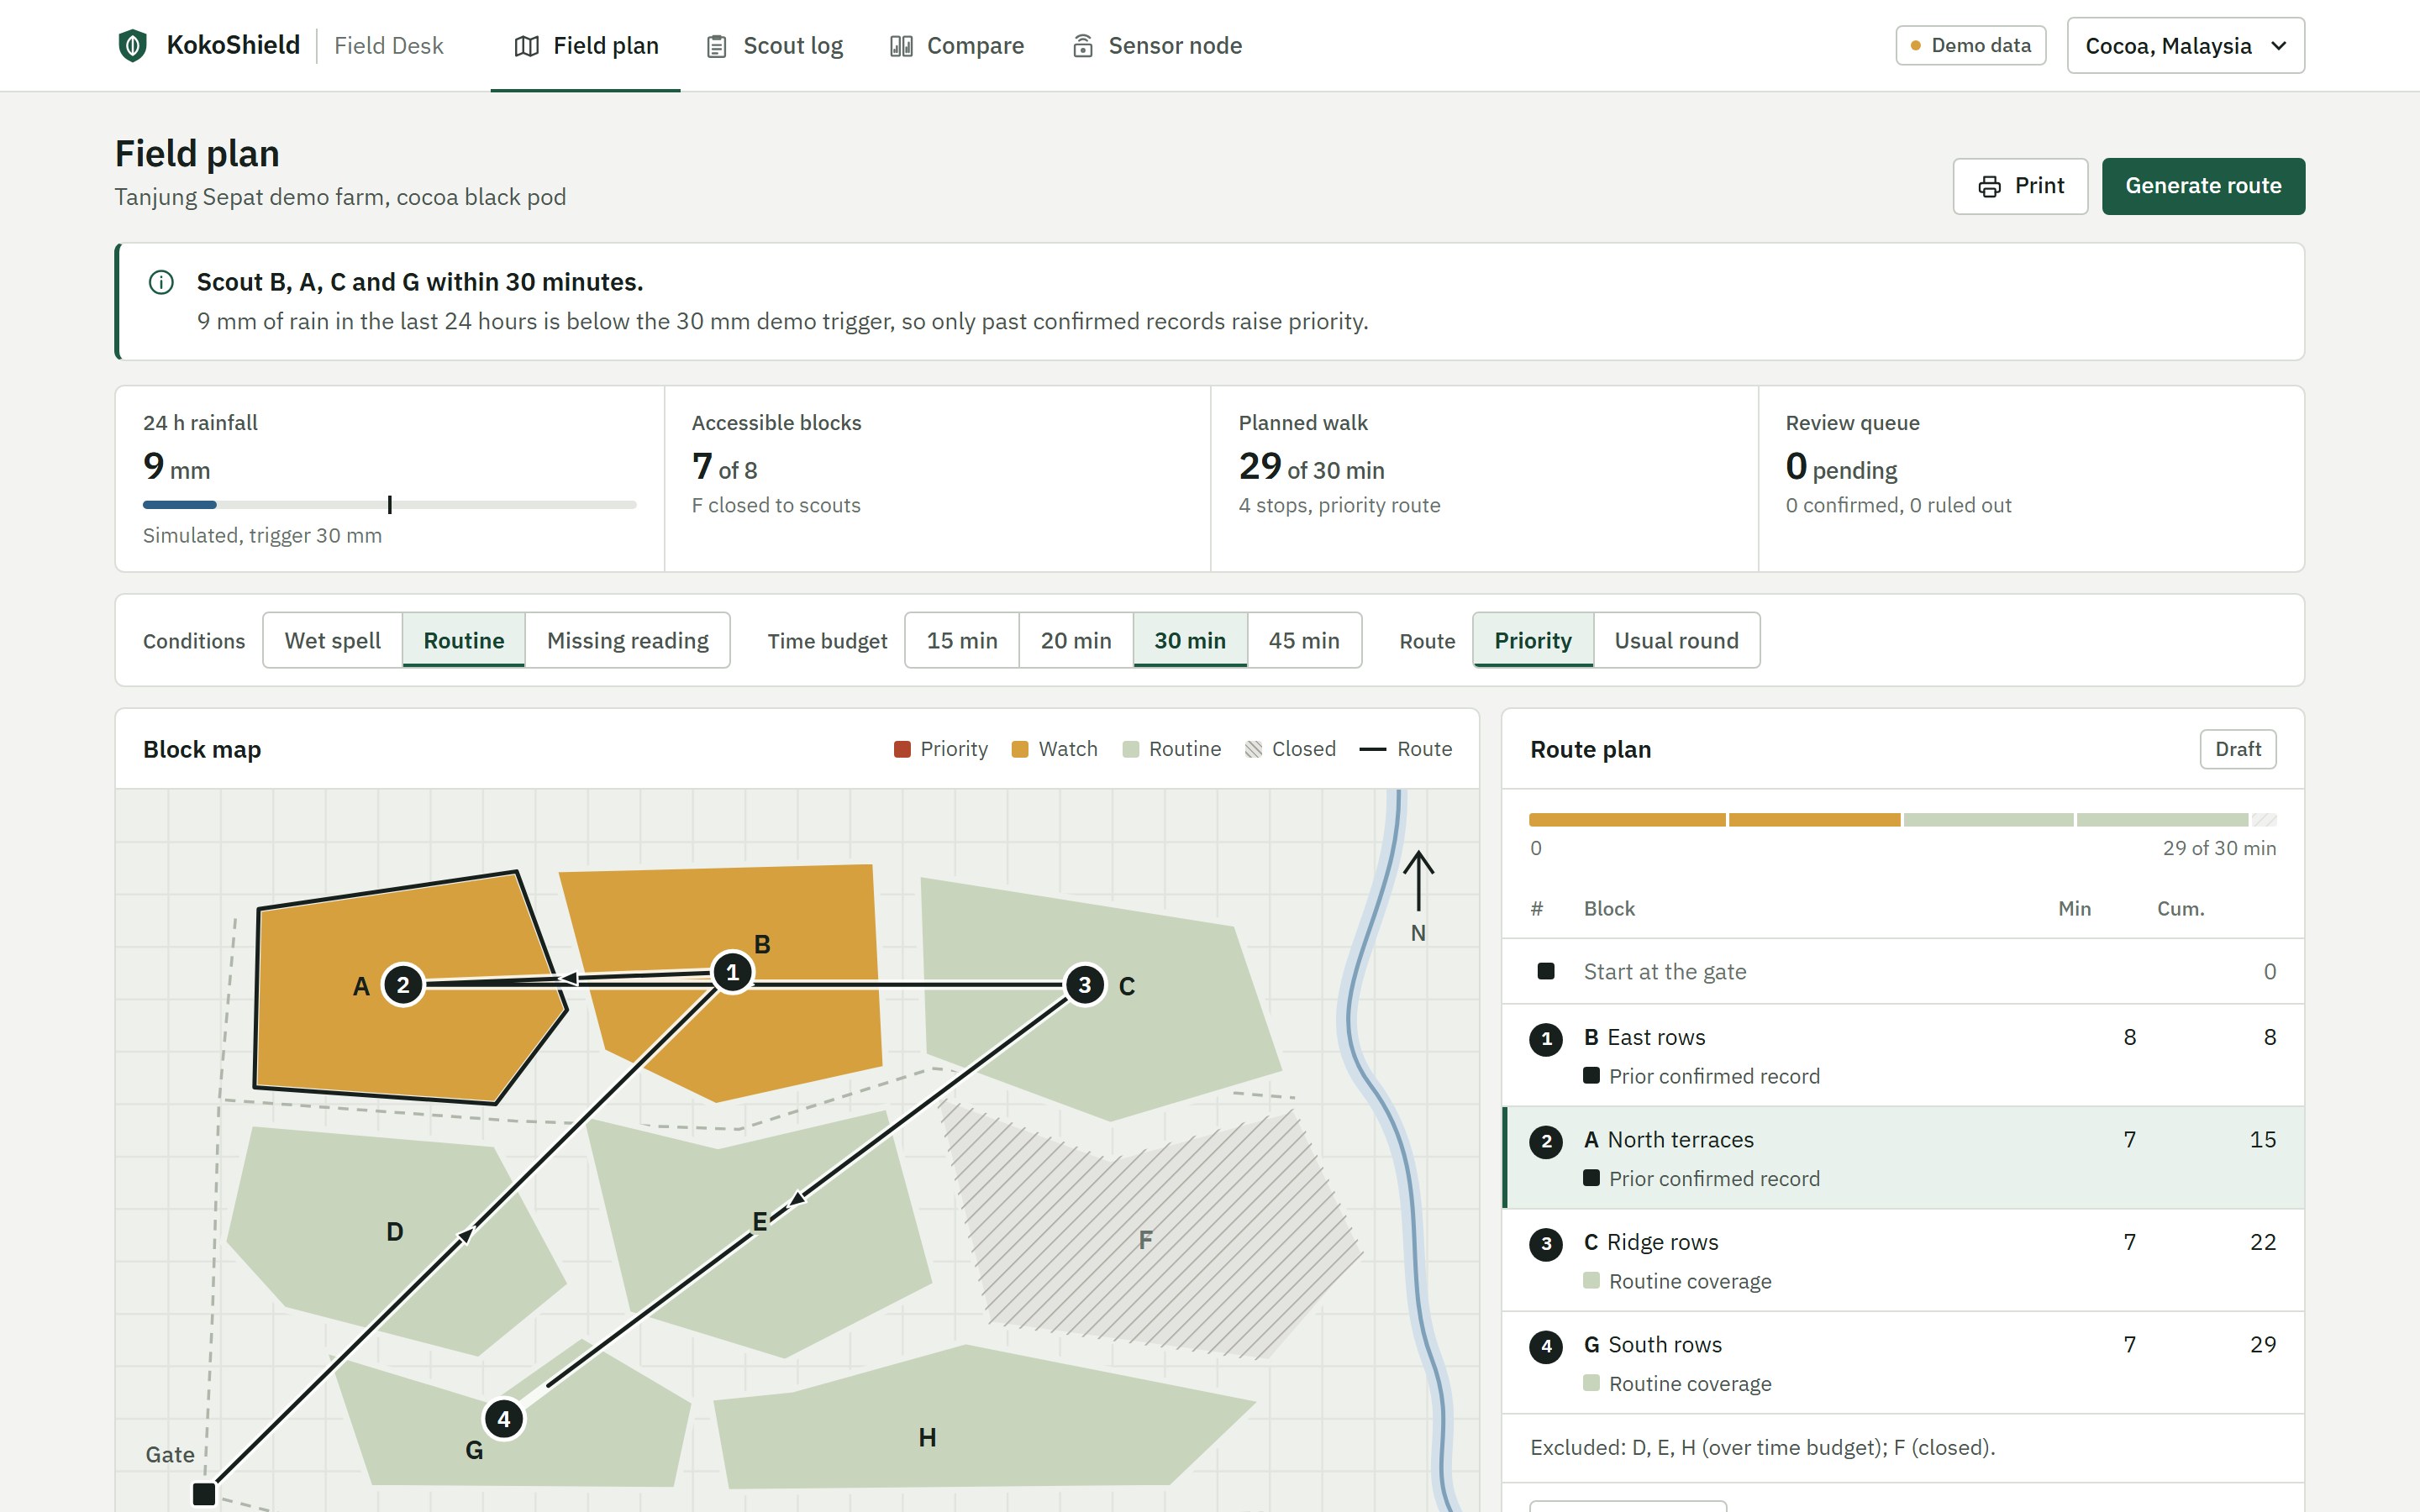 KokoShield | Field Desk
Field plan
Scout log
Compare
Sensor node
Demo data
Cocoa, Malaysia
Field plan
Tanjung Sepat demo farm, cocoa black pod
Print
Generate route
Scout B, A, C and G within 30 minutes.
9 mm of rain in the last 24 hours is below the 30 mm demo trigger, so only past confirmed records raise priority.
24 h rainfall
9 mm
Simulated, trigger 30 mm
Accessible blocks
7 of 8
F closed to scouts
Planned walk
29 of 30 min
4 stops, priority route
Review queue
0 pending
0 confirmed, 0 ruled out
Conditions Wet spell Routine Missing reading Time budget 15 min 20 min 30 min 45 min Route Priority Usual round
Block map
Priority Watch Routine Closed Route
N
B
A 2
1
3 C
D
E
F
4
G
H
Gate
Route plan
Draft
0 29 of 30 min
# Block Min Cum.
Start at the gate 0
1 B East rows 8 8
Prior confirmed record
2 A North terraces 7 15
Prior confirmed record
3 C Ridge rows 7 22
Routine coverage
4 G South rows 7 29
Routine coverage
Excluded: D, E, H (over time budget); F (closed).